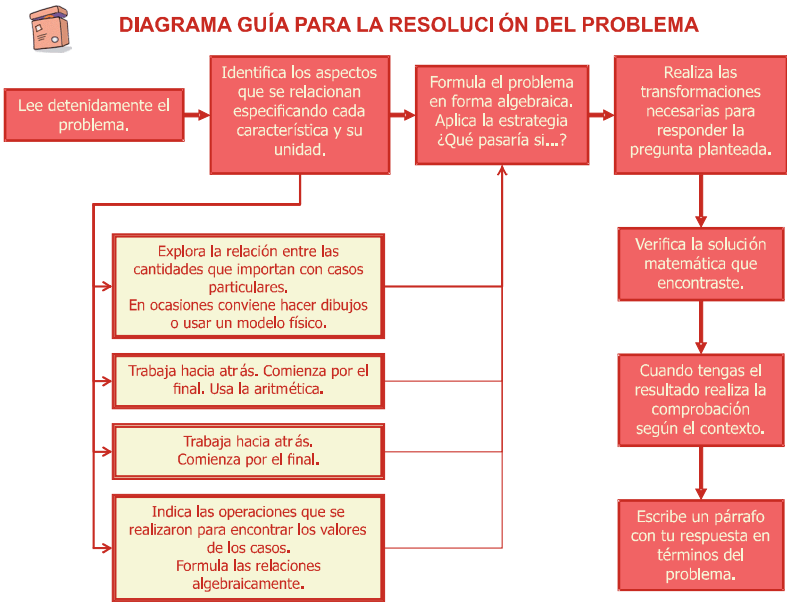 DIAGRAMA GUÍA PARA LA RESOLUCIÓN DEL PROBLEMA
Lee detenidamente el
problema.
Identifica los aspectos
que se relacionan
especificando cada
característica y su
unidad.
Formula el problema
en forma algebraica.
Aplica la estrategia
¿Qué pasaría si...?
Realiza las
transformaciones
necesarias para
responder la
pregunta planteada.
Explora la relación entre las
cantidades que importan con casos
particulares.
En ocasiones conviene hacer dibujos
o usar un modelo físico.
Trabaja hacia atrás. Comienza por el
final. Usa la aritmética.
Trabaja hacia atrás.
Comienza por el final.
Indica las operaciones que se
realizaron para encontrar los valores
de los casos.
Formula las relaciones
algebraicamente.
Verifica la solución
matemática que
encontraste.
Cuando tengas el
resultado realiza la
comprobación
según el contexto.
Escribe un párrafo
con tu respuesta en
términos del
problema.